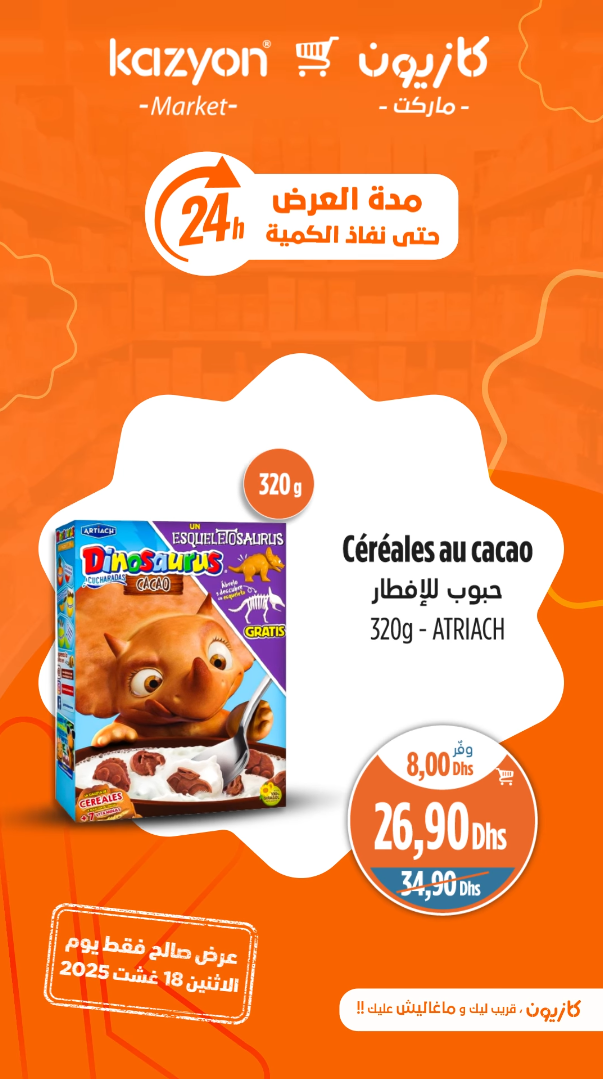 kazyon®
-Market-
كازيون
- ماركت -
24h
مدة العرض
حتى نفاذ الكمية
320 g
ARTIACH
UN
ESQUELETOSAURUS
Dinosaurus
A CUCHARADAS
CACAO
GRATIS
CEREALES
+7 VITAMINAS
Céréales au cacao
حبوب للإفطار
320g - ATRIACH
وفّر
8,00 Dhs
26,90 Dhs
34,90 Dhs
عرض صالح فقط يوم
الاثنين 18 غشت 2025
كازيون ، قريب ليك و ماغاليش عليك !!